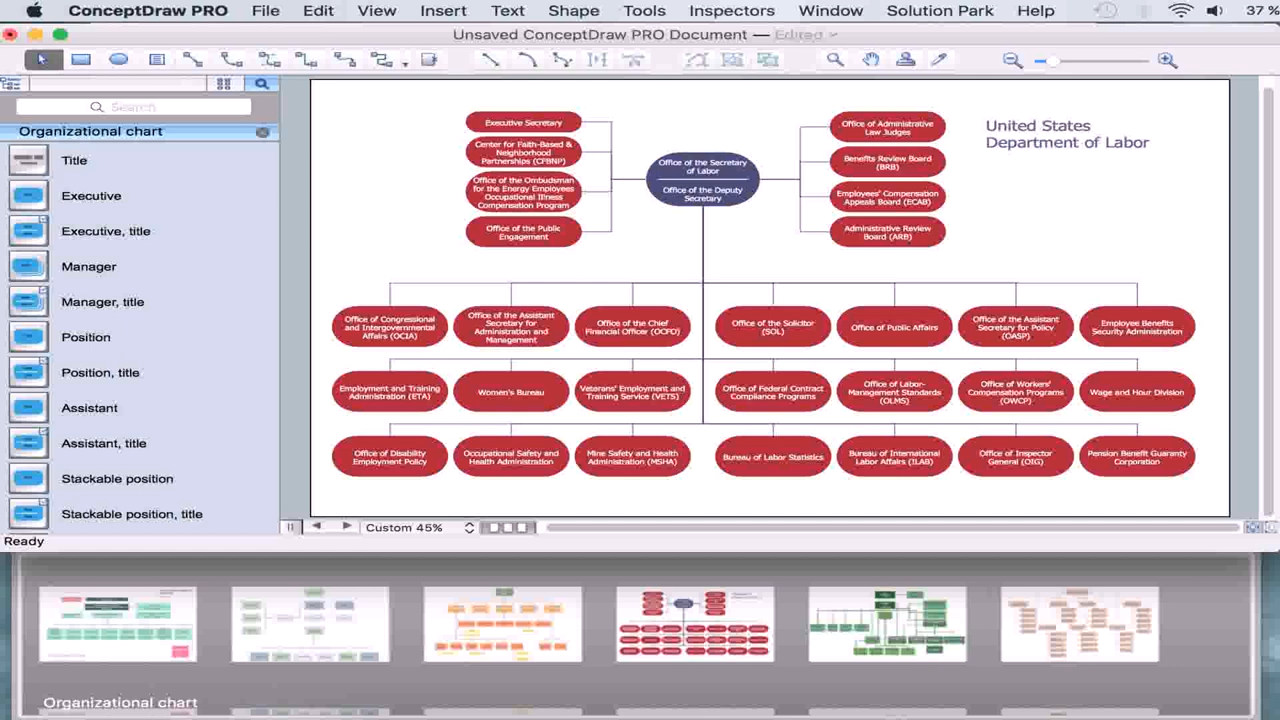 ConceptDraw PRO File Edit View Insert Text Shape Tools Inspectors Window Solution Park Help 37 %
Unsaved ConceptDraw PRO Document — Edited
Search
Organizational chart
Title
Executive
Executive, title
Manager
Manager, title
Position
Position, title
Assistant
Assistant, title
Stackable position
Stackable position, title
Executive Secretary
Center for Faith-Based &
Neighborhood
Partnerships (CFBNP)
Office of the Ombudsman
for the Energy Employees
Occupational Illness
Compensation Program
Office of the Public
Engagement
Office of the Secretary
of Labor
Office of the Deputy
Secretary
Office of Administrative
Law Judges
Benefits Review Board
(BRB)
Employees' Compensation
Appeals Board (ECAB)
Administrative Review
Board (ARB)
United States
Department of Labor
Office of Congressional
and Intergovernmental
Affairs (OCIA)
Office of the Assistant
Secretary for
Administration and
Management
Office of the Chief
Financial Officer (OCFO)
Office of the Solicitor
(SOL)
Office of Public Affairs
Office of the Assistant
Secretary for Policy
(OASP)
Employee Benefits
Security Administration
Employment and Training
Administration (ETA)
Women's Bureau
Veterans' Employment and
Training Service (VETS)
Office of Federal Contract
Compliance Programs
Office of Labor-
Management Standards
(OLMS)
Office of Workers'
Compensation Programs
(OWCP)
Wage and Hour Division
Office of Disability
Employment Policy
Occupational Safety and
Health Administration
Mine Safety and Health
Administration (MSHA)
Bureau of Labor Statistics
Bureau of International
Labor Affairs (ILAB)
Office of Inspector
General (OIG)
Pension Benefit Guaranty
Corporation
Custom 45%
Ready
Organizational chart